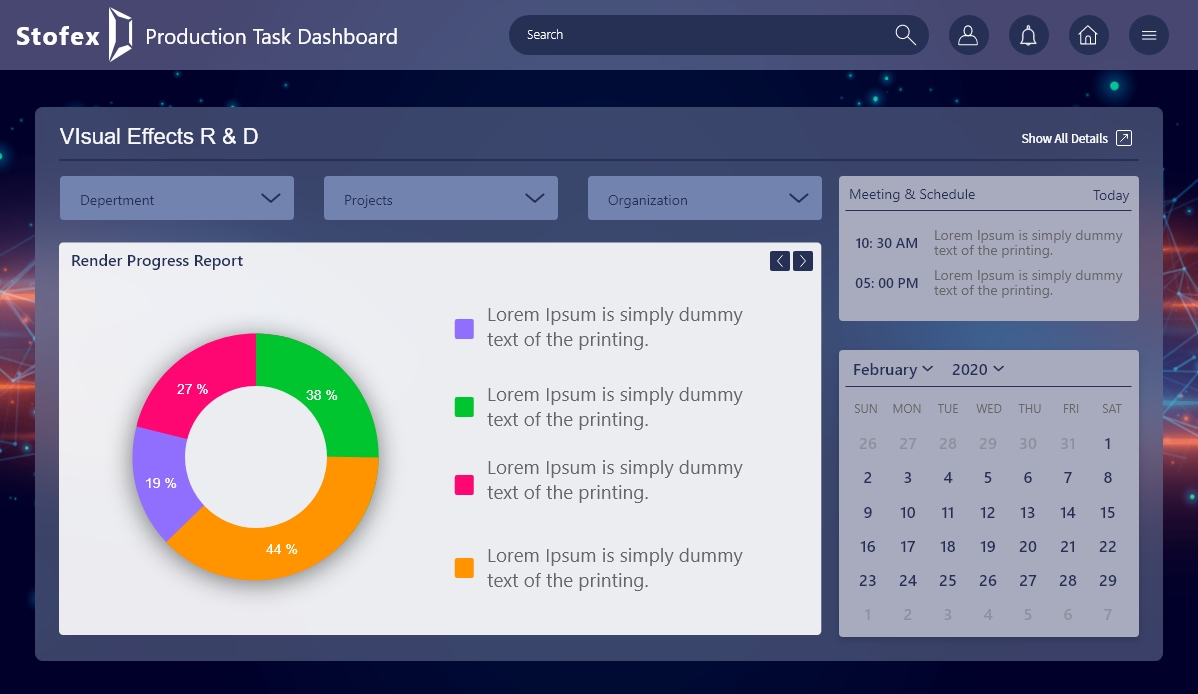 Stofex Production Task Dashboard
Search
VIsual Effects R & D
Show All Details
Depertment
Projects
Organization
Render Progress Report
27 %
38 %
19 %
44 %
Lorem Ipsum is simply dummy
text of the printing.
Lorem Ipsum is simply dummy
text of the printing.
Lorem Ipsum is simply dummy
text of the printing.
Lorem Ipsum is simply dummy
text of the printing.
Meeting & Schedule Today
10: 30 AM Lorem Ipsum is simply dummy
text of the printing.
05: 00 PM Lorem Ipsum is simply dummy
text of the printing.
February 2020
SUN MON TUE WED THU FRI SAT
26 27 28 29 30 31 1
2 3 4 5 6 7 8
9 10 11 12 13 14 15
16 17 18 19 20 21 22
23 24 25 26 27 28 29
1 2 3 4 5 6 7